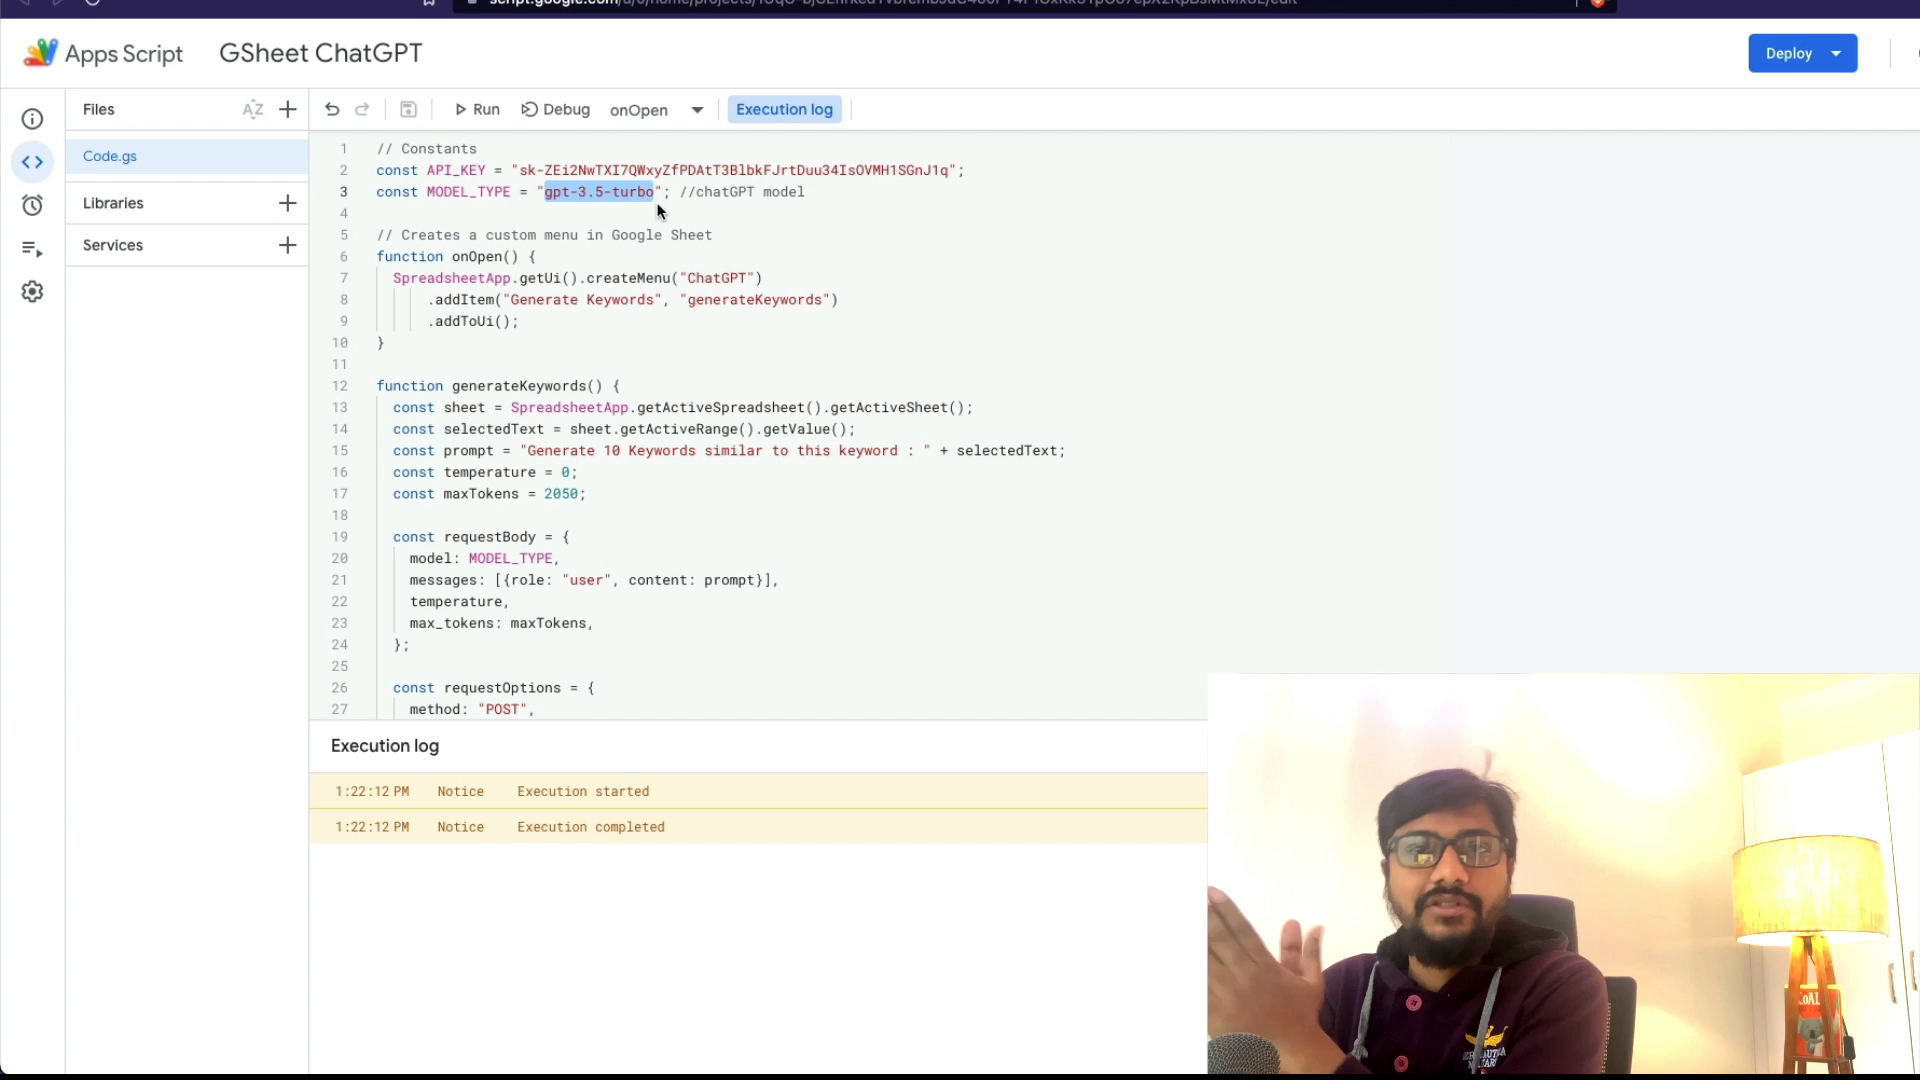 script.google.com
Apps Script
GSheet ChatGPT
Deploy
Files
Run
Debug
onOpen
Execution log
Code.gs
Libraries
Services
1 // Constants
2 const API_KEY = "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";
3 const MODEL_TYPE = "gpt-3.5-turbo"; //chatGPT model
4
5 // Creates a custom menu in Google Sheet
6 function onOpen() {
7 SpreadsheetApp.getUi().createMenu("ChatGPT")
8 .addItem("Generate Keywords", "generateKeywords")
9 .addToUi();
10 }
11
12 function generateKeywords() {
13 const sheet = SpreadsheetApp.getActiveSpreadsheet().getActiveSheet();
14 const selectedText = sheet.getActiveRange().getValue();
15 const prompt = "Generate 10 Keywords similar to this keyword : " + selectedText;
16 const temperature = 0;
17 const maxTokens = 2050;
18
19 const requestBody = {
20 model: MODEL_TYPE,
21 messages: [{role: "user", content: prompt}],
22 temperature,
23 max_tokens: maxTokens,
24 };
25
26 const requestOptions = {
27 method: "POST",
Execution log
1:22:12 PM Notice Execution started
1:22:12 PM Notice Execution completed